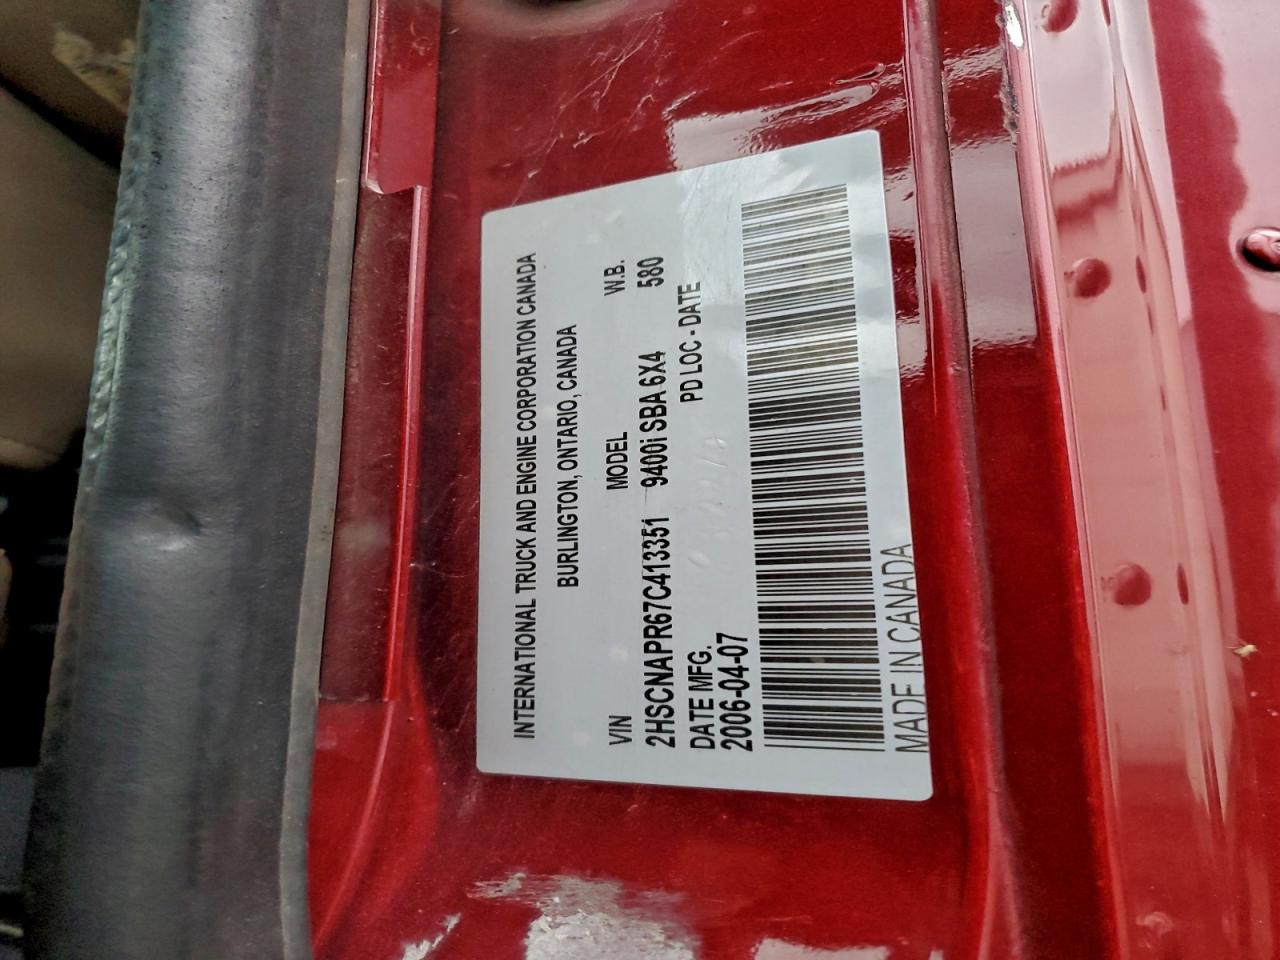 INTERNATIONAL TRUCK AND ENGINE CORPORATION CANADA
BURLINGTON, ONTARIO, CANADA
VIN MODEL W.B.
2HSCNAPR67C413351 9400i SBA 6X4 580
DATE MFG. PD LOC - DATE
2006-04-07
MADE IN CANADA